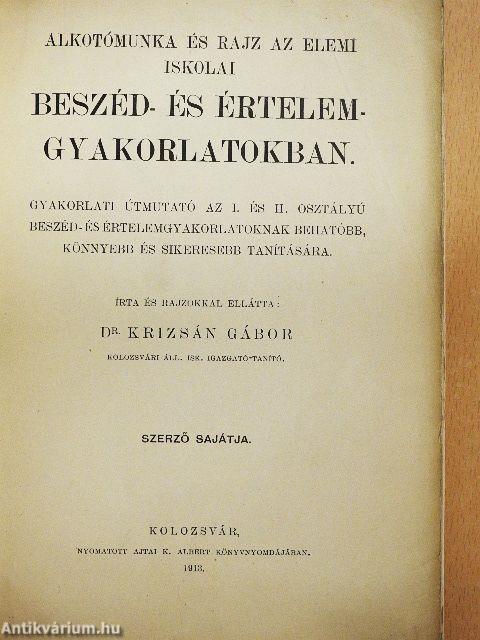 ALKOTÓMUNKA ÉS RAJZ AZ ELEMI
ISKOLAI
BESZÉD- ÉS ÉRTELEM-
GYAKORLATOKBAN.
GYAKORLATI ÚTMUTATÓ AZ I. ÉS II. OSZTÁLYÚ
BESZÉD- ÉS ÉRTELEMGYAKORLATOKNAK BEHATÓBB,
KÖNNYEBB ÉS SIKERESEBB TANÍTÁSÁRA.
ÍRTA ÉS RAJZOKKAL ELLÁTTA:
DR. KRIZSÁN GÁBOR
KOLOZSVÁRI ÁLL. ISK. IGAZGATÓ-TANÍTÓ.
SZERZŐ SAJÁTJA.
KOLOZSVÁR,
NYOMATOTT AJTAI K. ALBERT KÖNYVNYOMDÁJÁBAN.
1913.
Antikvárium.hu